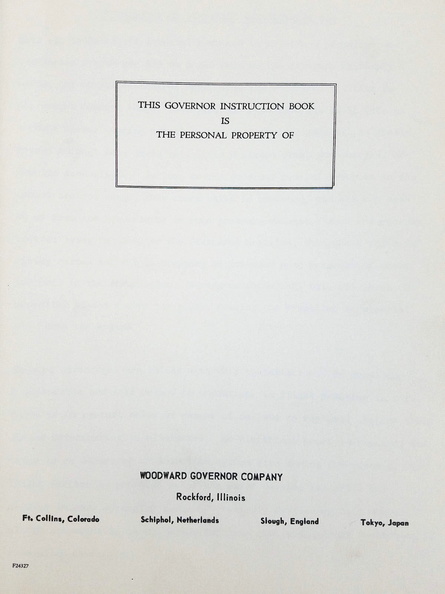 THIS GOVERNOR INSTRUCTION BOOK
IS
THE PERSONAL PROPERTY OF
WOODWARD GOVERNOR COMPANY
Rockford, Illinois
Ft. Collins, Colorado Schiphol, Netherlands Slough, England Tokyo, Japan
F24327